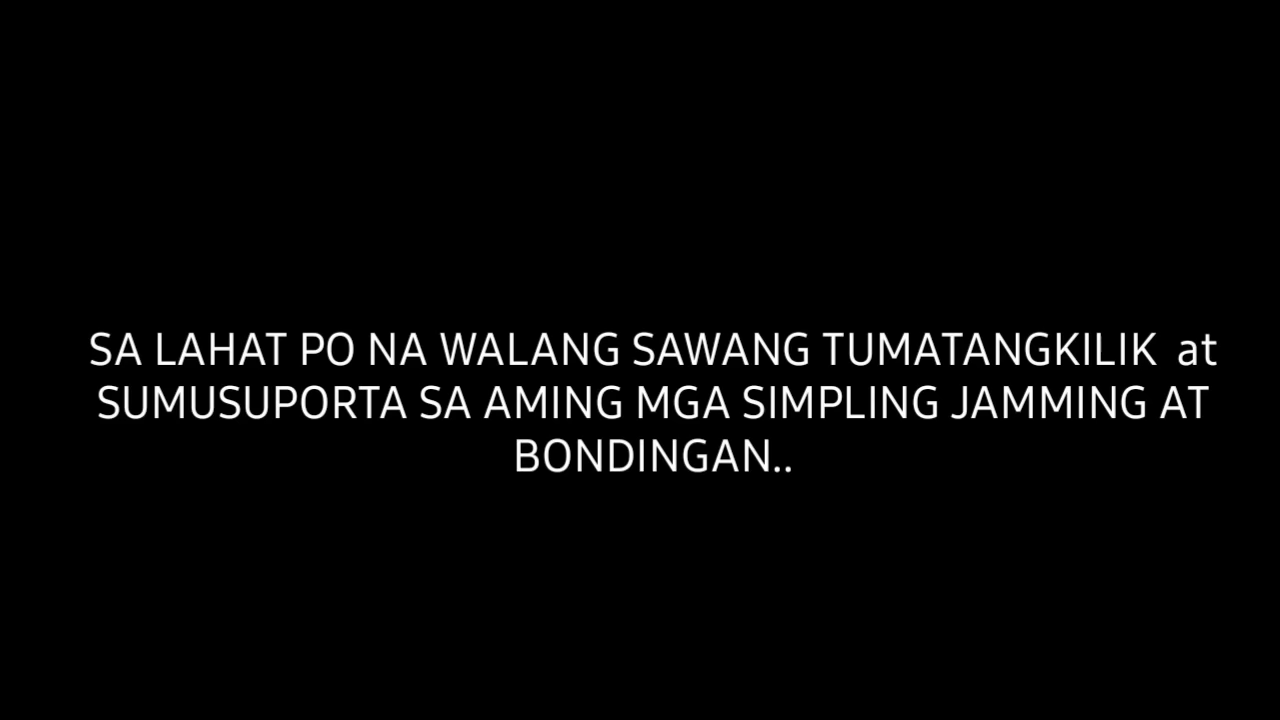 SA LAHAT PO NA WALANG SAWANG TUMATANGKILIK at
SUMUSUPORTA SA AMING MGA SIMPLING JAMMING AT
BONDINGAN..